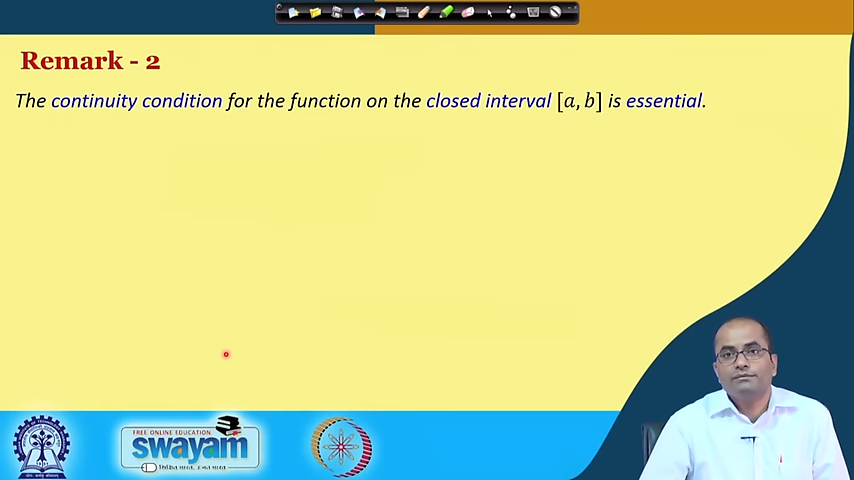 Remark - 2
The continuity condition for the function on the closed interval [a, b] is essential.
FREE ONLINE EDUCATION
swayam